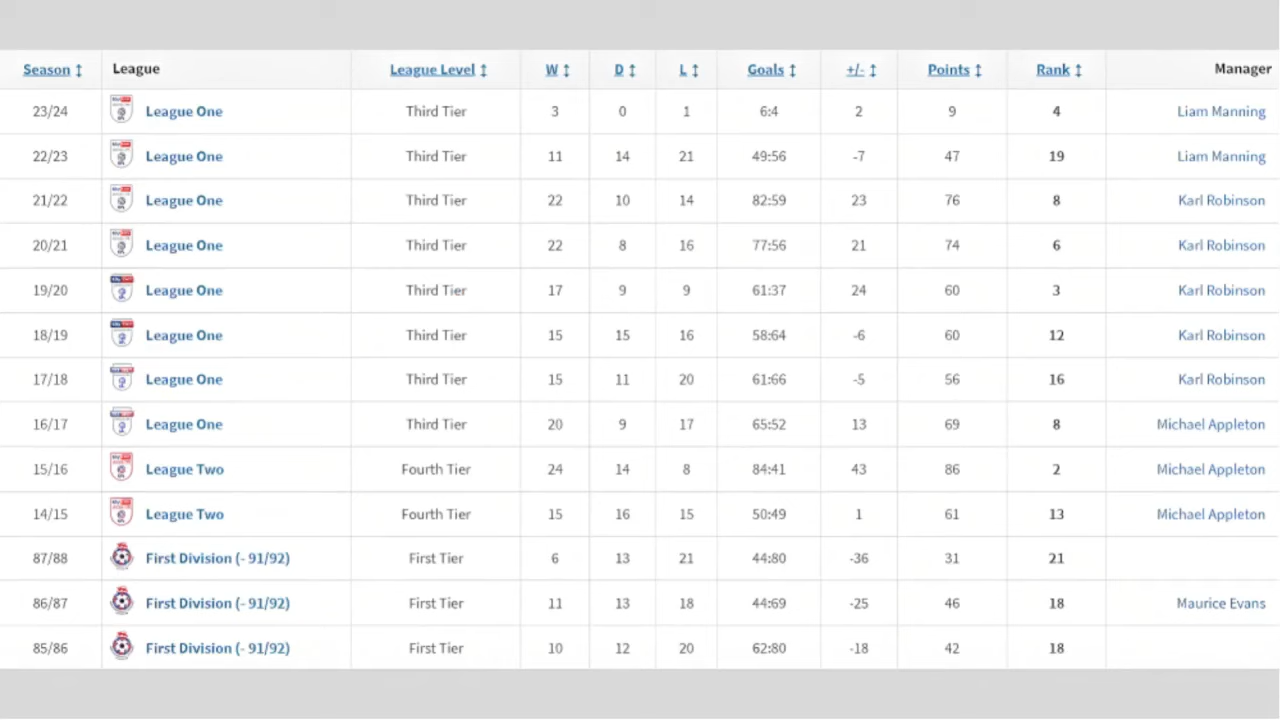 Season ↕ League League Level ↕ W ↕ D ↕ L ↕ Goals ↕ +/- ↕ Points ↕ Rank ↕ Manager
23/24 League One Third Tier 3 0 1 6:4 2 9 4 Liam Manning
22/23 League One Third Tier 11 14 21 49:56 -7 47 19 Liam Manning
21/22 League One Third Tier 22 10 14 82:59 23 76 8 Karl Robinson
20/21 League One Third Tier 22 8 16 77:56 21 74 6 Karl Robinson
19/20 League One Third Tier 17 9 9 61:37 24 60 3 Karl Robinson
18/19 League One Third Tier 15 15 16 58:64 -6 60 12 Karl Robinson
17/18 League One Third Tier 15 11 20 61:66 -5 56 16 Karl Robinson
16/17 League One Third Tier 20 9 17 65:52 13 69 8 Michael Appleton
15/16 League Two Fourth Tier 24 14 8 84:41 43 86 2 Michael Appleton
14/15 League Two Fourth Tier 15 16 15 50:49 1 61 13 Michael Appleton
87/88 First Division (- 91/92) First Tier 6 13 21 44:80 -36 31 21
86/87 First Division (- 91/92) First Tier 11 13 18 44:69 -25 46 18 Maurice Evans
85/86 First Division (- 91/92) First Tier 10 12 20 62:80 -18 42 18